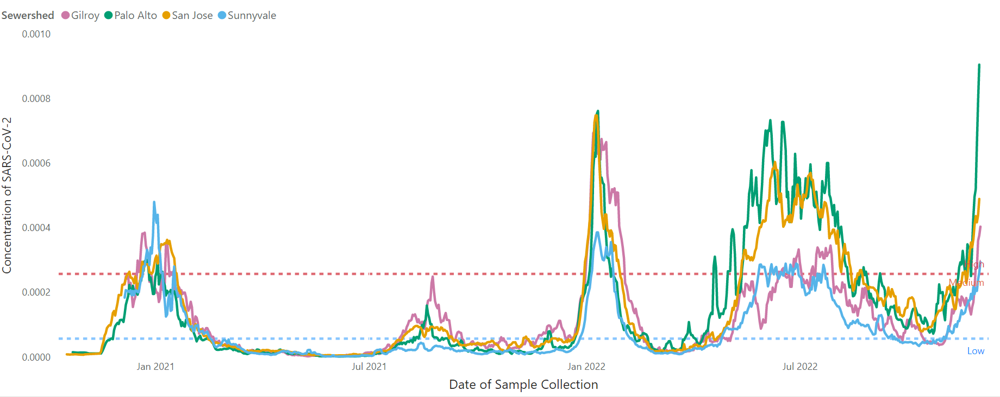 Sewershed Gilroy Palo Alto San Jose Sunnyvale
0.0010
0.0008
0.0006
0.0004
0.0002
0.0000
Concentration of SARS-CoV-2
High
Medium
Low
Jan 2021 Jul 2021 Jan 2022 Jul 2022
Date of Sample Collection